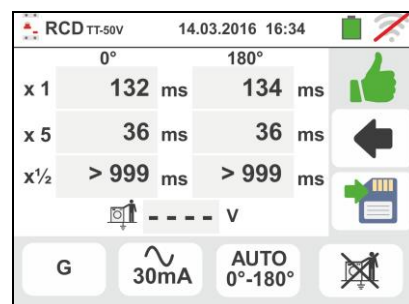 RCD TT-50V 14.03.2016 16:34
0° 180°
x 1 132 ms 134 ms
x 5 36 ms 36 ms
x½ > 999 ms > 999 ms
- - - - V
G 30mA AUTO
0°-180°